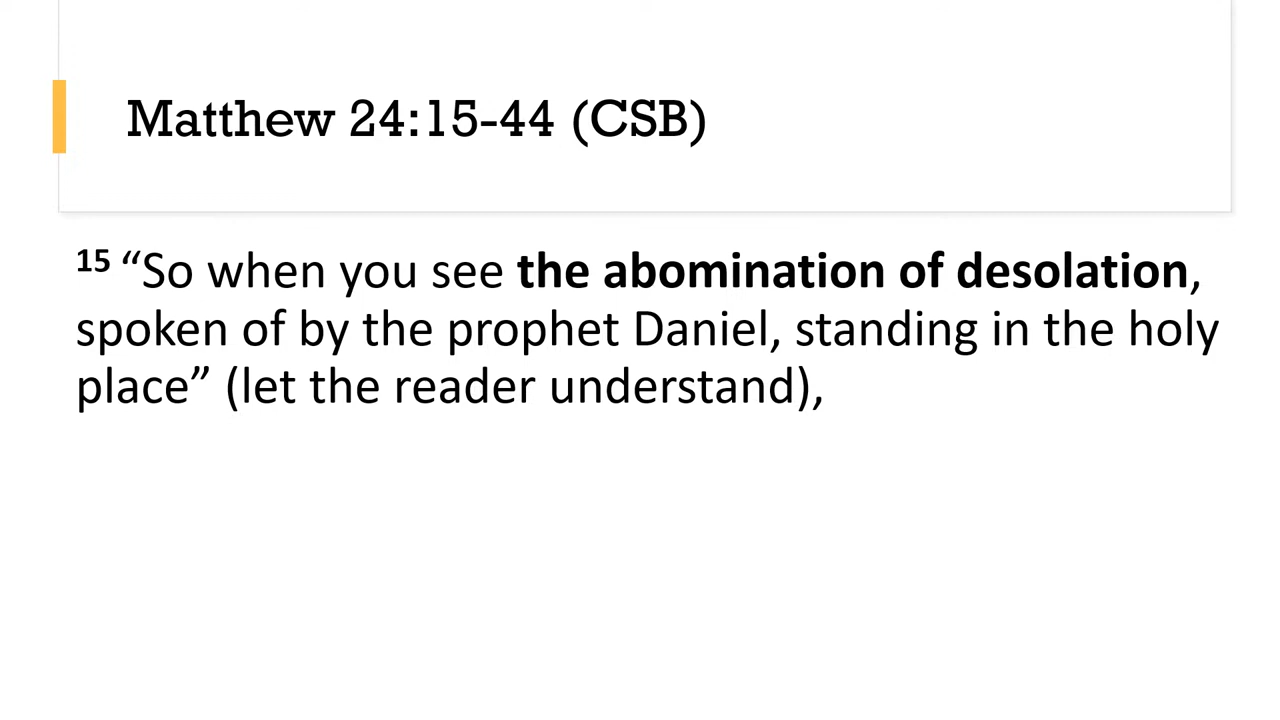 Matthew 24:15-44 (CSB)
15 “So when you see the abomination of desolation,
spoken of by the prophet Daniel, standing in the holy
place” (let the reader understand),